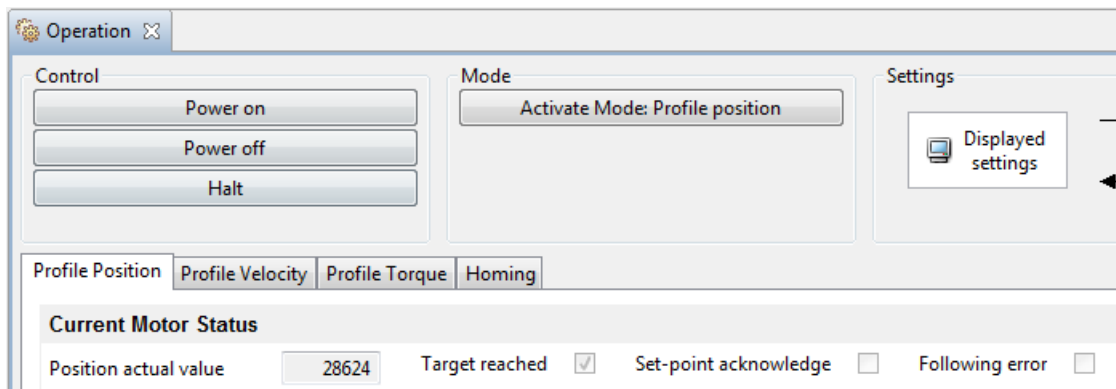 Operation
Control
Mode
Settings
Power on
Activate Mode: Profile position
Displayed
settings
Power off
Halt
Profile Position Profile Velocity Profile Torque Homing
Current Motor Status
Position actual value 28624 Target reached Set-point acknowledge Following error